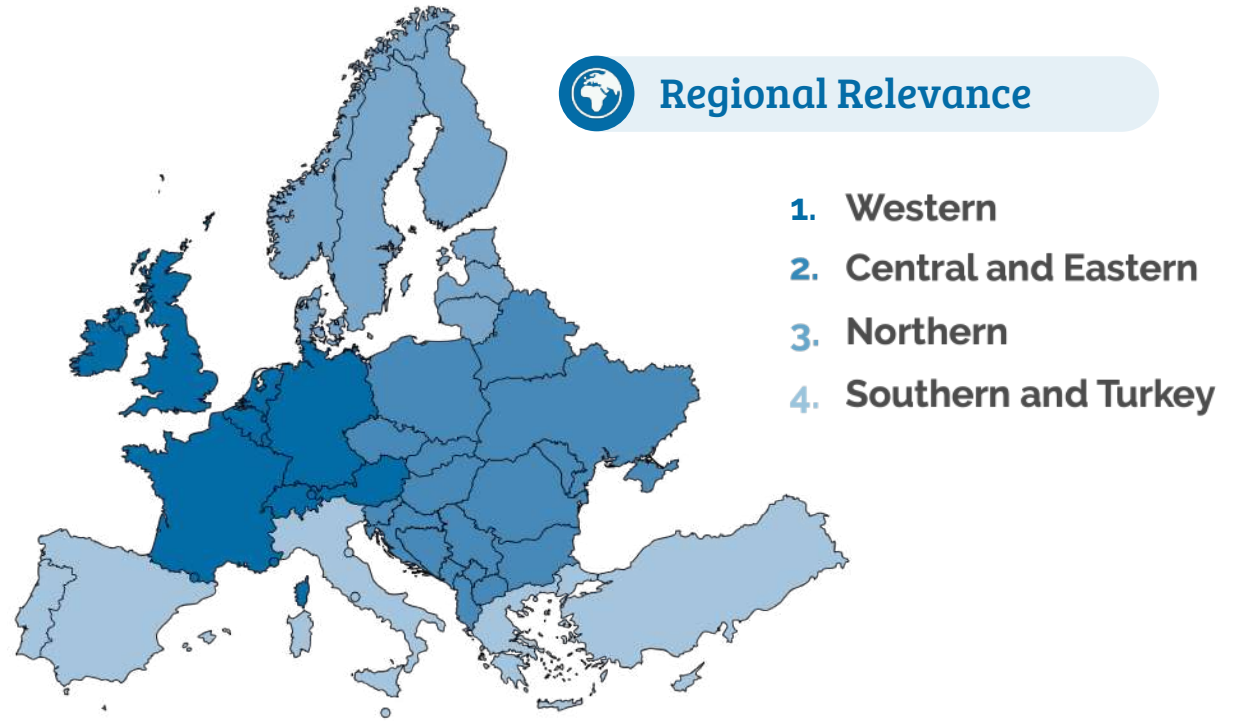 Regional Relevance
1. Western
2. Central and Eastern
3. Northern
4. Southern and Turkey